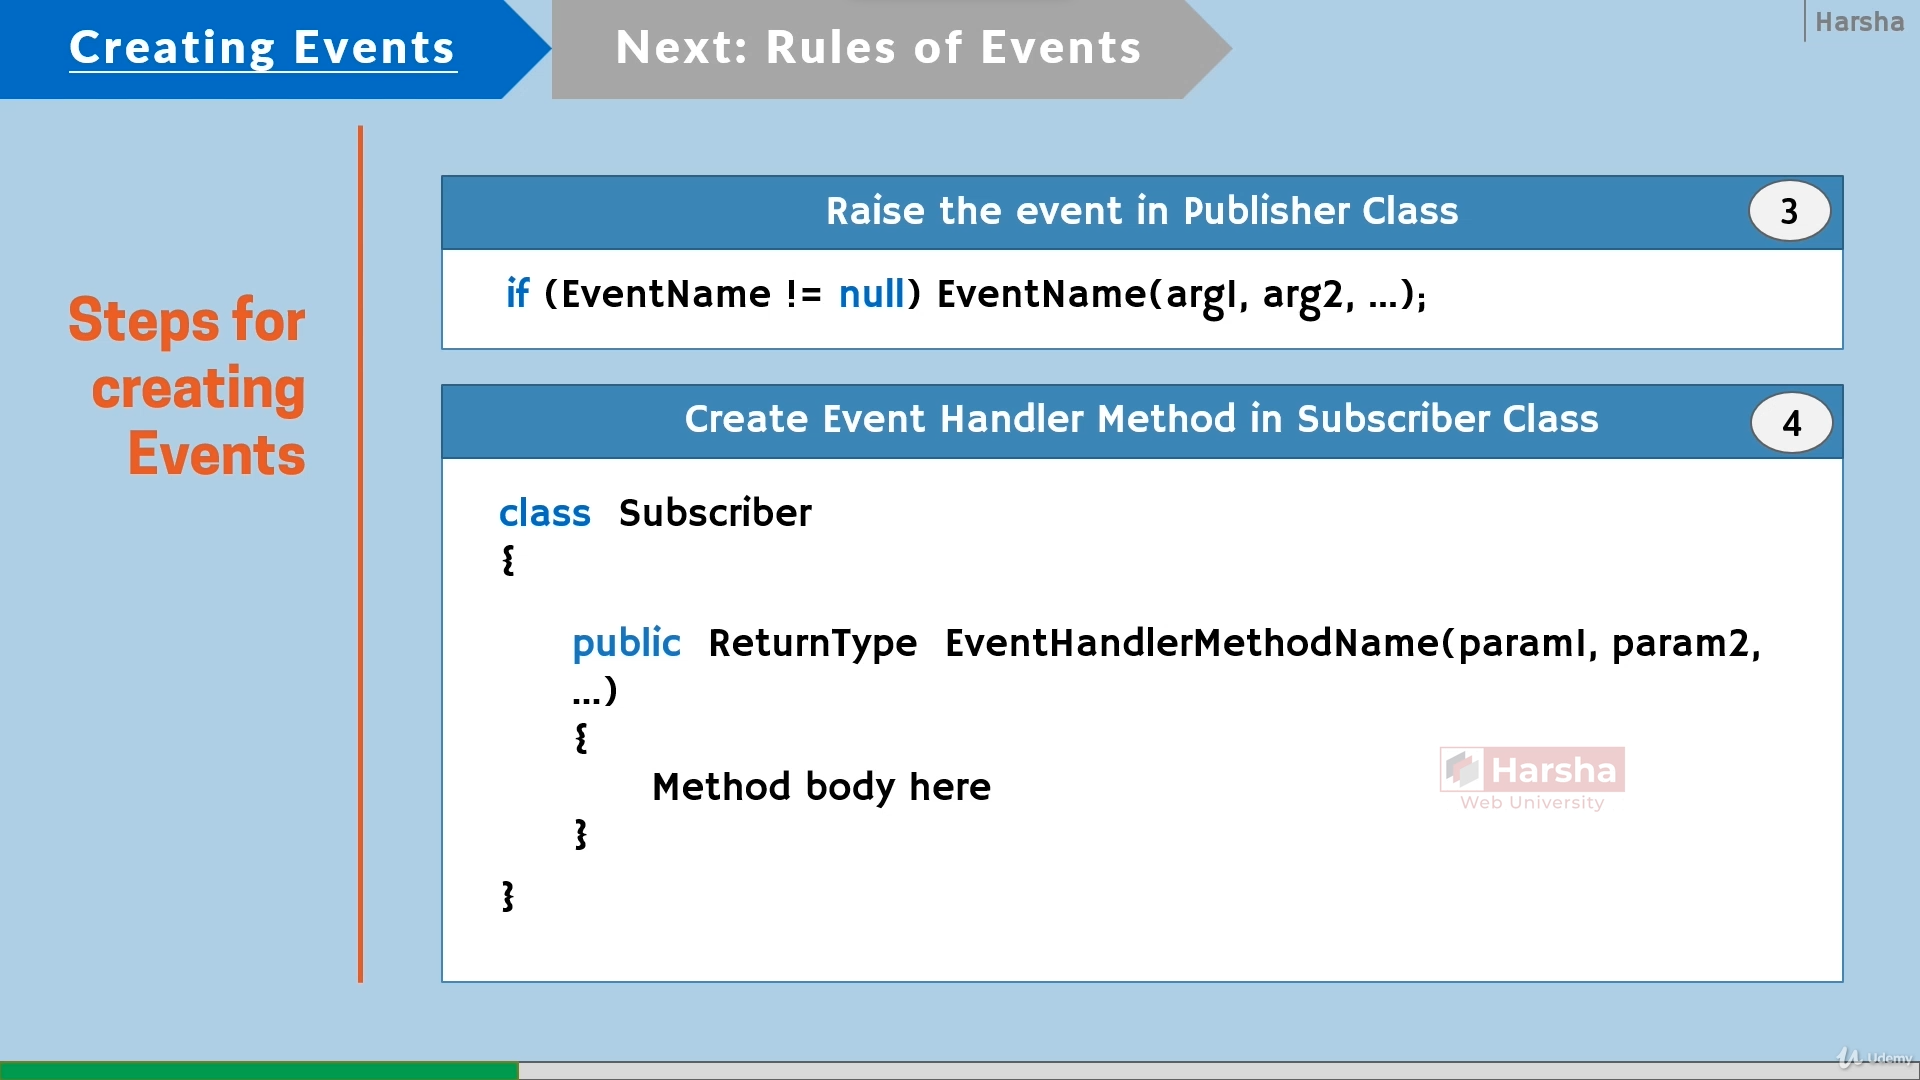 Creating Events
Next: Rules of Events
Harsha
Steps for
creating
Events
Raise the event in Publisher Class
3
if (EventName != null) EventName(arg1, arg2, ...);
Create Event Handler Method in Subscriber Class
4
class Subscriber
{
public ReturnType EventHandlerMethodName(param1, param2,
...)
{
Method body here
}
}
Harsha
Web University
Udemy